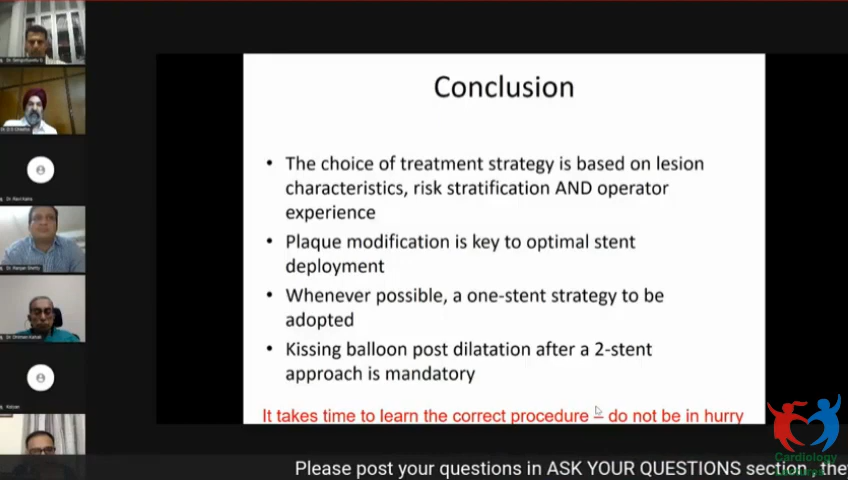 Conclusion
• The choice of treatment strategy is based on lesion
characteristics, risk stratification AND operator
experience
• Plaque modification is key to optimal stent
deployment
• Whenever possible, a one-stent strategy to be
adopted
• Kissing balloon post dilatation after a 2-stent
approach is mandatory
It takes time to learn the correct procedure – do not be in hurry
Cardiology
Please post your questions in ASK YOUR QUESTIONS section , the